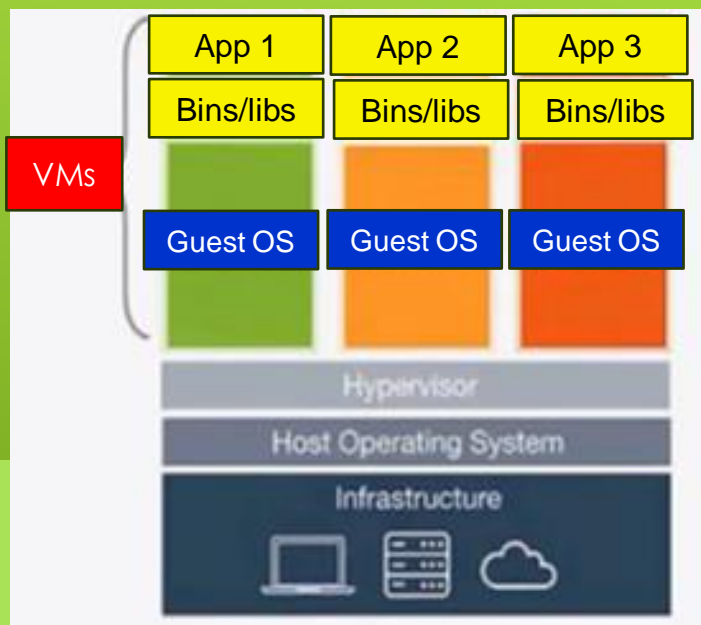 App 1
App 2
App 3
Bins/libs
Bins/libs
Bins/libs
VMs
Guest OS
Guest OS
Guest OS
Hypervisor
Host Operating System
Infrastructure